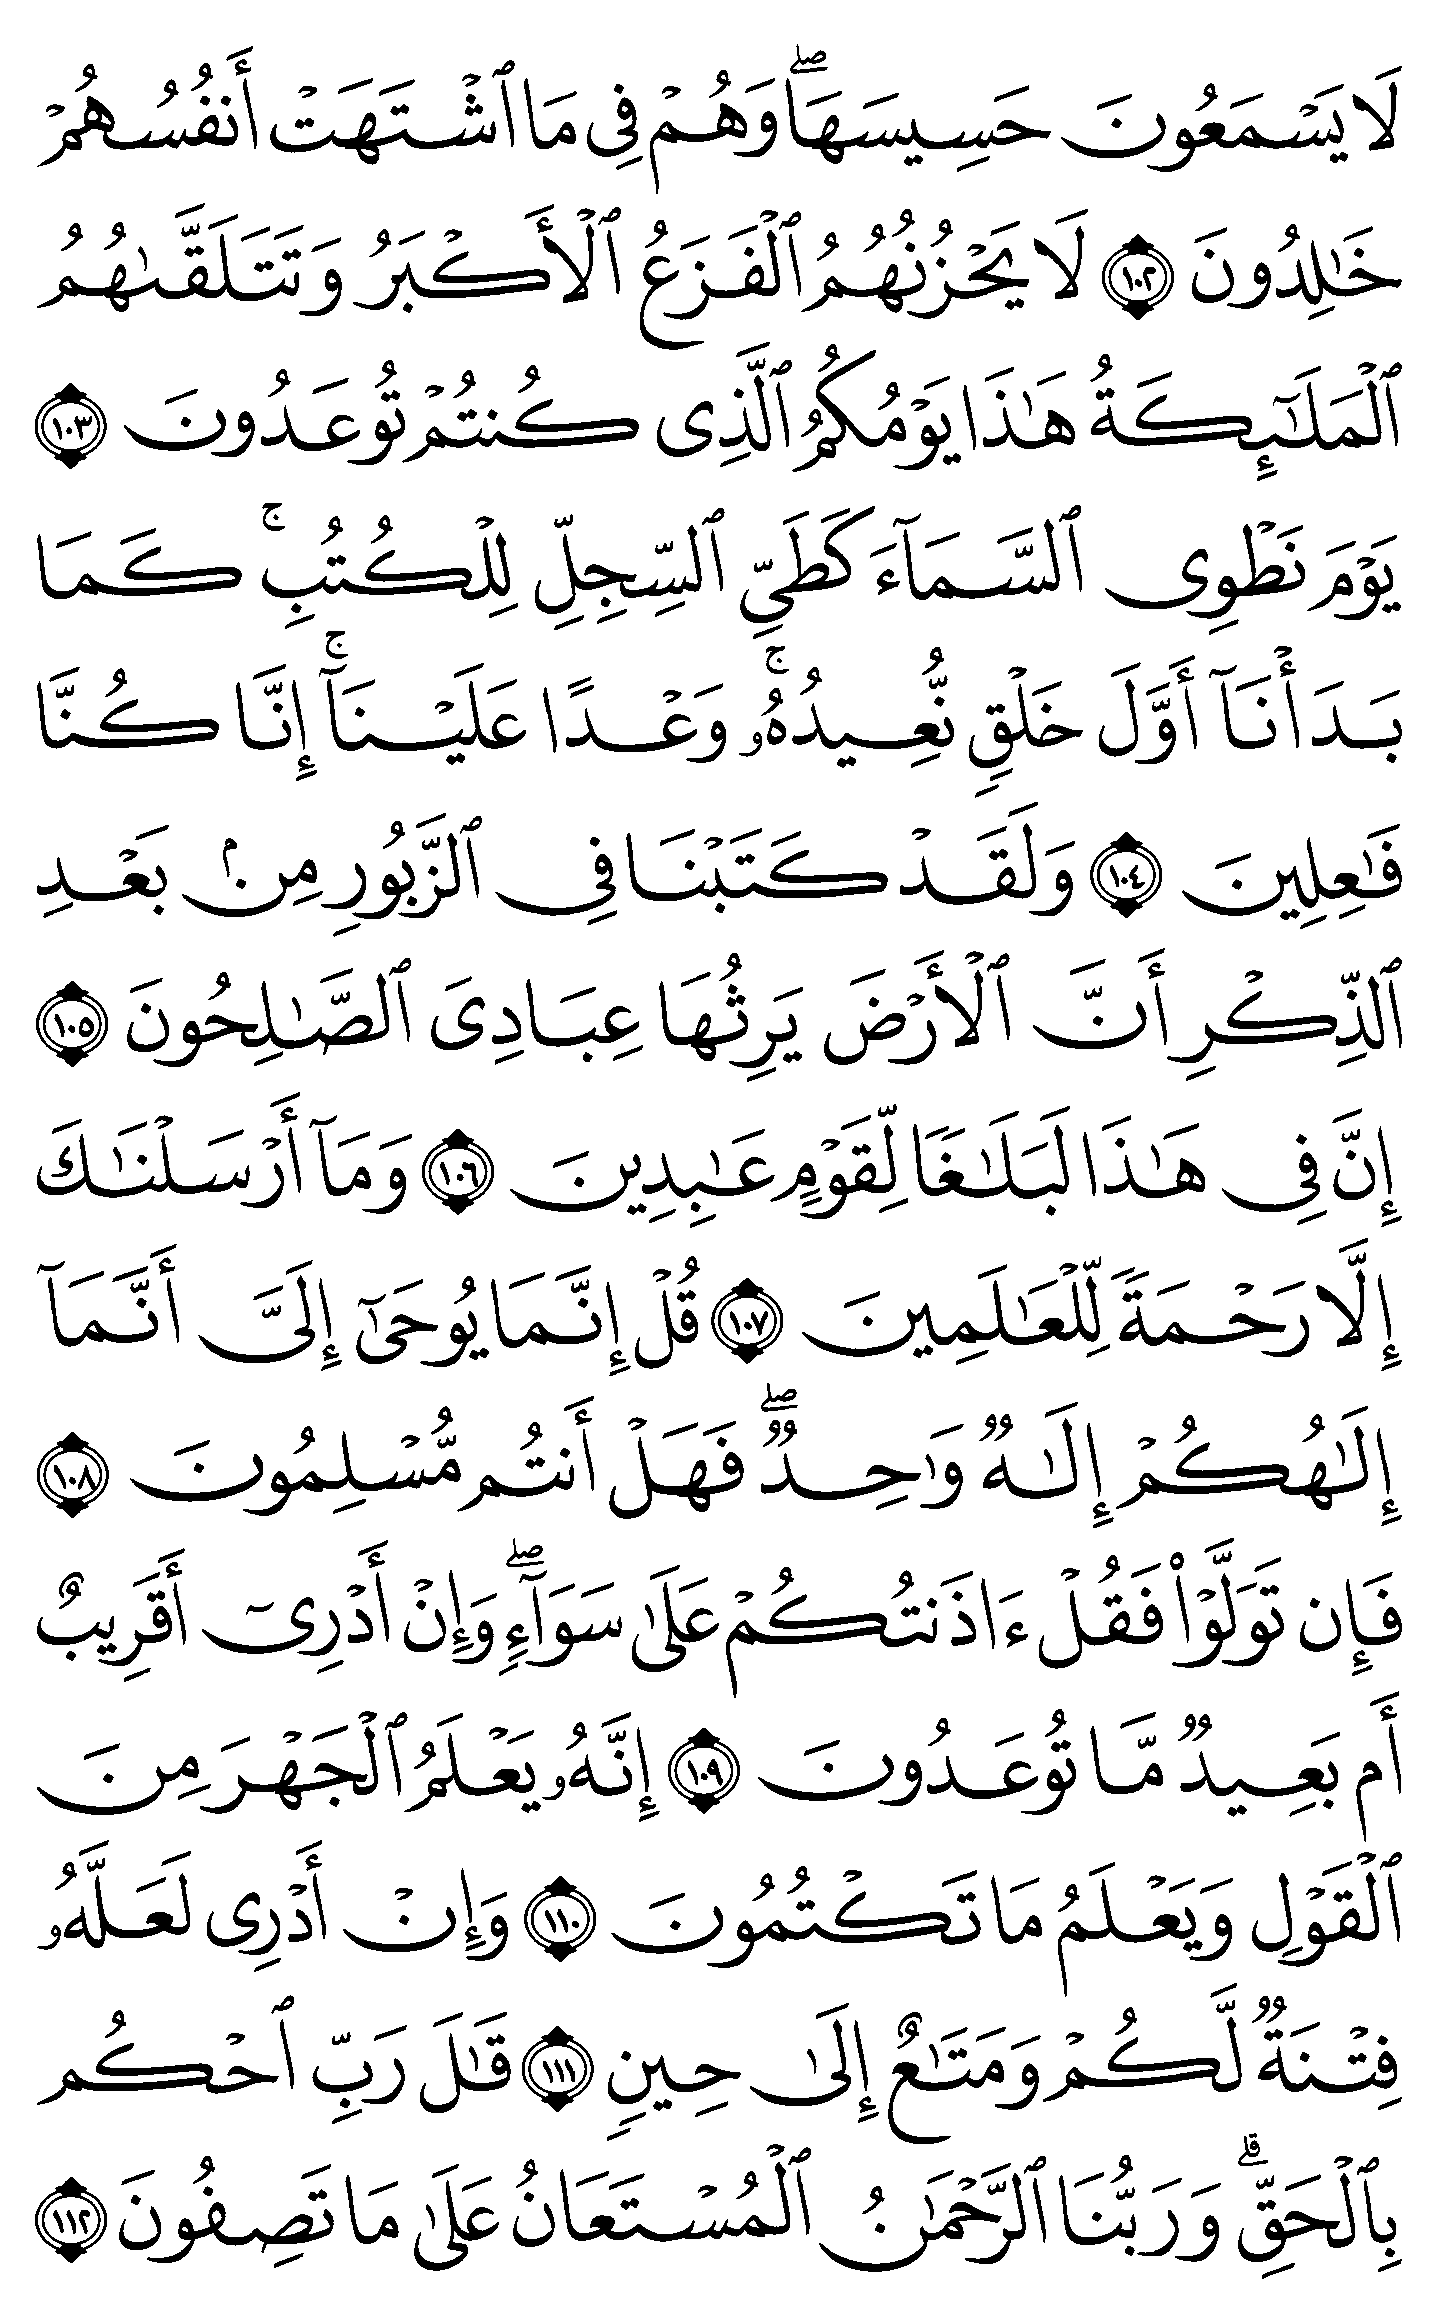 لَا يَسْمَعُونَ حَسِيسَهَا ۖ وَهُمْ فِى مَا ٱشْتَهَتْ أَنفُسُهُمْ
خَـٰلِدُونَ ١٠٢ لَا يَحْزُنُهُمُ ٱلْفَزَعُ ٱلْأَكْبَرُ وَتَتَلَقَّىٰهُمُ
ٱلْمَلَـٰٓئِكَةُ هَـٰذَا يَوْمُكُمُ ٱلَّذِى كُنتُمْ تُوعَدُونَ ١٠٣
يَوْمَ نَطْوِى ٱلسَّمَآءَ كَطَىِّ ٱلسِّجِلِّ لِلْكُتُبِ ۚ كَمَا
بَدَأْنَآ أَوَّلَ خَلْقٍ نُّعِيدُهُۥ ۚ وَعْدًا عَلَيْنَآ ۚ إِنَّا كُنَّا
فَـٰعِلِينَ ١٠٤ وَلَقَدْ كَتَبْنَا فِى ٱلزَّبُورِ مِنۢ بَعْدِ
ٱلذِّكْرِ أَنَّ ٱلْأَرْضَ يَرِثُهَا عِبَادِىَ ٱلصَّـٰلِحُونَ ١٠٥
إِنَّ فِى هَـٰذَا لَبَلَـٰغًا لِّقَوْمٍ عَـٰبِدِينَ ١٠٦ وَمَآ أَرْسَلْنَـٰكَ
إِلَّا رَحْمَةً لِّلْعَـٰلَمِينَ ١٠٧ قُلْ إِنَّمَا يُوحَىٰٓ إِلَىَّ أَنَّمَآ
إِلَـٰهُكُمْ إِلَـٰهٌ وَٰحِدٌ ۖ فَهَلْ أَنتُم مُّسْلِمُونَ ١٠٨
فَإِن تَوَلَّوْا۟ فَقُلْ ءَاذَنتُكُمْ عَلَىٰ سَوَآءٍ ۖ وَإِنْ أَدْرِىٓ أَقَرِيبٌ
أَم بَعِيدٌ مَّا تُوعَدُونَ ١٠٩ إِنَّهُۥ يَعْلَمُ ٱلْجَهْرَ مِنَ
ٱلْقَوْلِ وَيَعْلَمُ مَا تَكْتُمُونَ ١١٠ وَإِنْ أَدْرِى لَعَلَّهُۥ
فِتْنَةٌ لَّكُمْ وَمَتَـٰعٌ إِلَىٰ حِينٍ ١١١ قَـٰلَ رَبِّ ٱحْكُم
بِٱلْحَقِّ ۗ وَرَبُّنَا ٱلرَّحْمَـٰنُ ٱلْمُسْتَعَانُ عَلَىٰ مَا تَصِفُونَ ١١٢